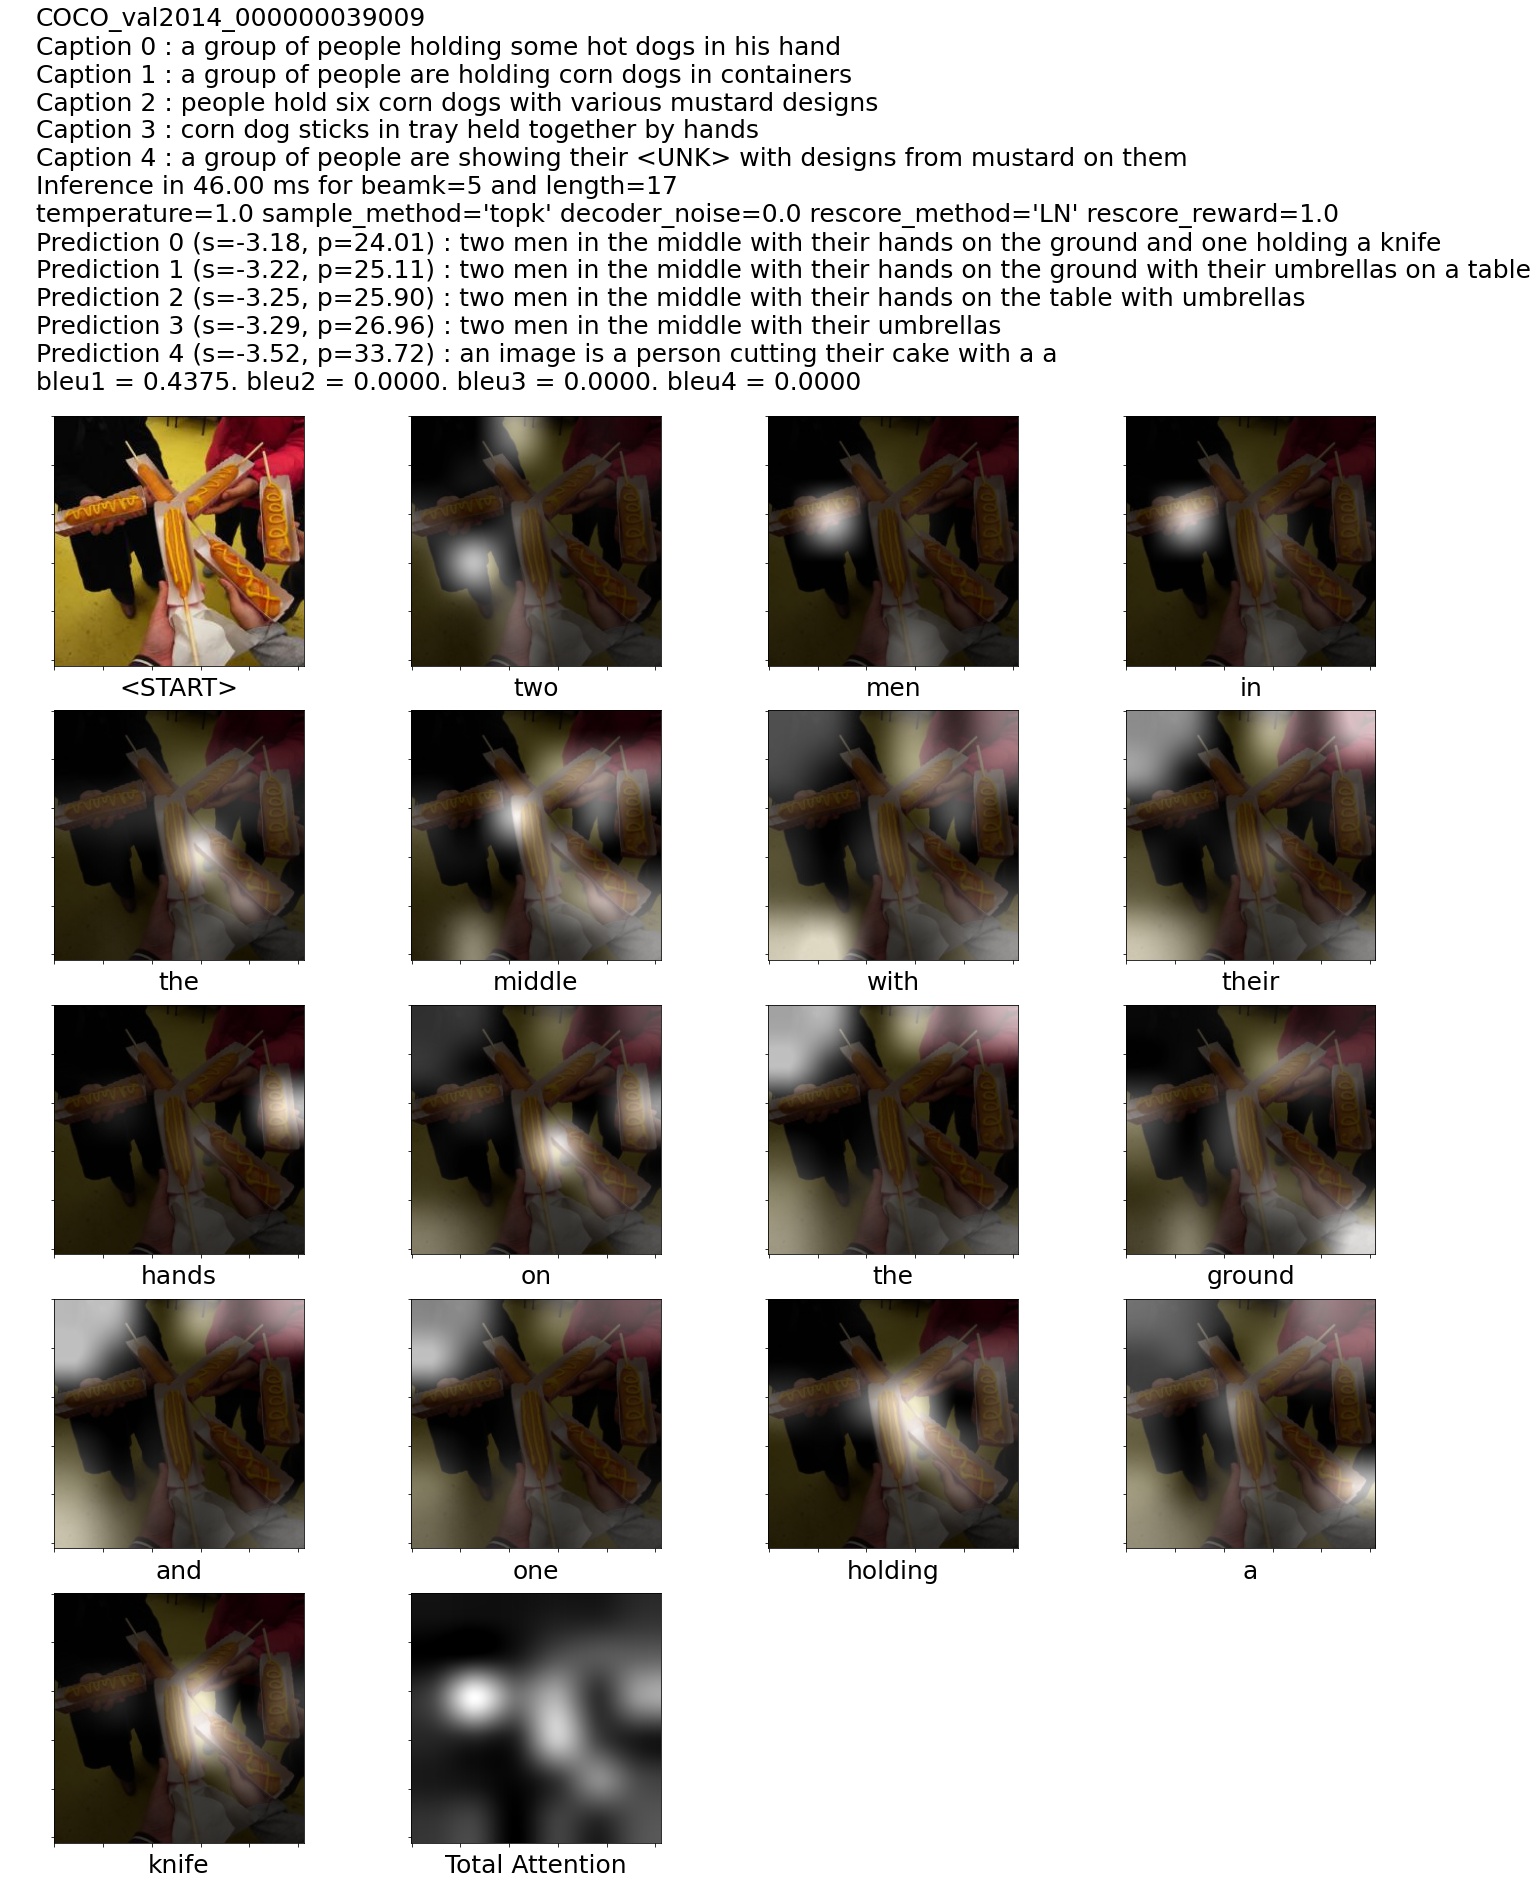 COCO_val2014_000000039009
Caption 0 : a group of people holding some hot dogs in his hand
Caption 1 : a group of people are holding corn dogs in containers
Caption 2 : people hold six corn dogs with various mustard designs
Caption 3 : corn dog sticks in tray held together by hands
Caption 4 : a group of people are showing their <UNK> with designs from mustard on them
Inference in 46.00 ms for beamk=5 and length=17
temperature=1.0 sample_method='topk' decoder_noise=0.0 rescore_method='LN' rescore_reward=1.0
Prediction 0 (s=-3.18, p=24.01) : two men in the middle with their hands on the ground and one holding a knife
Prediction 1 (s=-3.22, p=25.11) : two men in the middle with their hands on the ground with their umbrellas on a table
Prediction 2 (s=-3.25, p=25.90) : two men in the middle with their hands on the table with umbrellas
Prediction 3 (s=-3.29, p=26.96) : two men in the middle with their umbrellas
Prediction 4 (s=-3.52, p=33.72) : an image is a person cutting their cake with a a
bleu1 = 0.4375. bleu2 = 0.0000. bleu3 = 0.0000. bleu4 = 0.0000
<START> two men in
the middle with their
hands on the ground
and one holding a
knife Total Attention